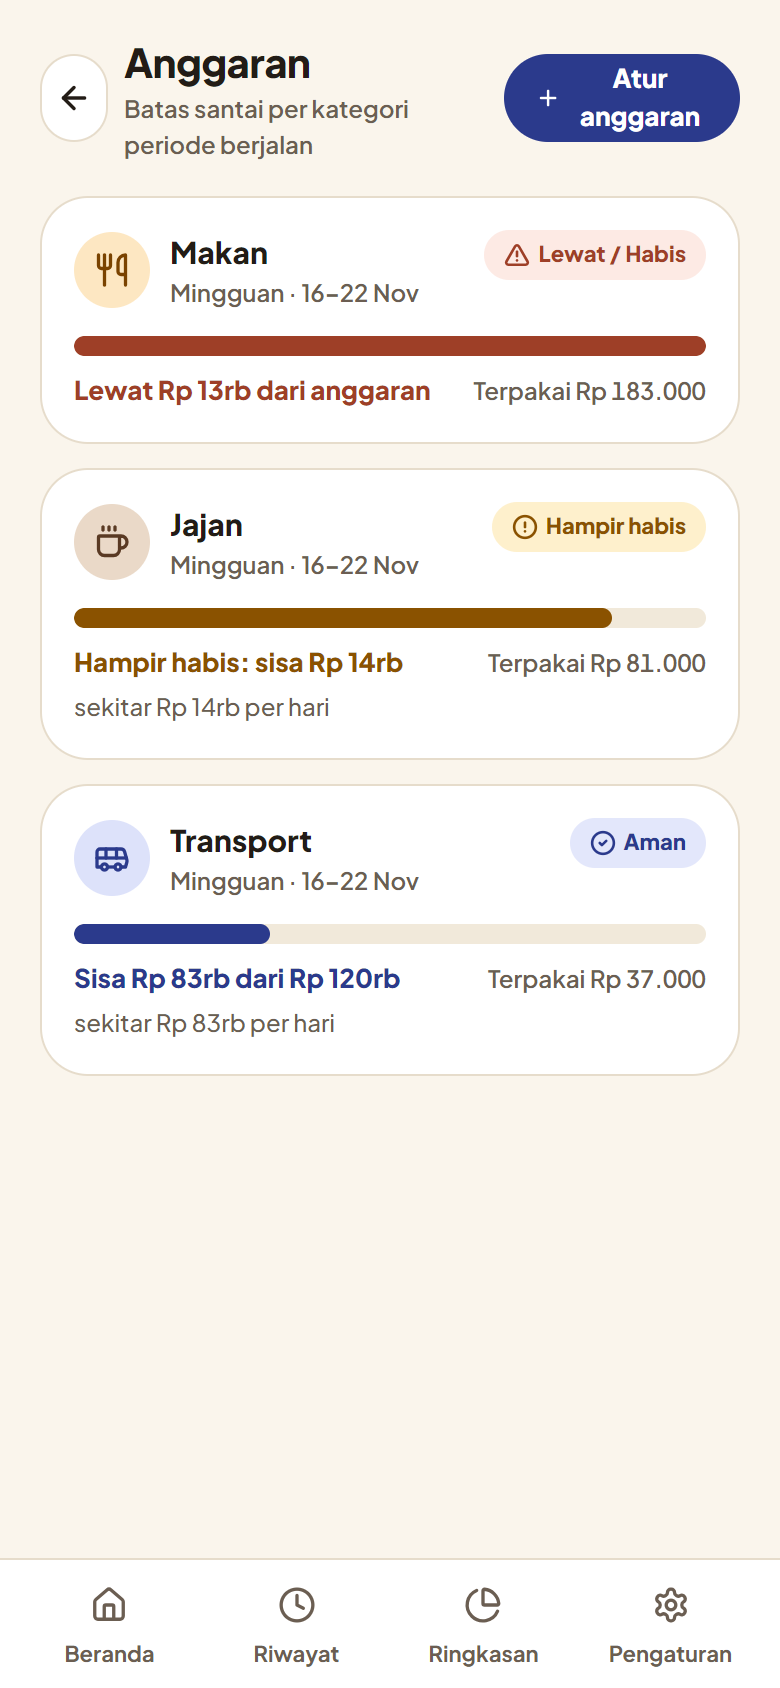 Anggaran
Batas santai per kategori
periode berjalan
Atur
anggaran
Makan
Mingguan · 16–22 Nov
Lewat / Habis
Lewat Rp 13rb dari anggaran
Terpakai Rp 183.000
Jajan
Mingguan · 16–22 Nov
Hampir habis
Hampir habis: sisa Rp 14rb
Terpakai Rp 81.000
sekitar Rp 14rb per hari
Transport
Mingguan · 16–22 Nov
Aman
Sisa Rp 83rb dari Rp 120rb
Terpakai Rp 37.000
sekitar Rp 83rb per hari
Beranda
Riwayat
Ringkasan
Pengaturan